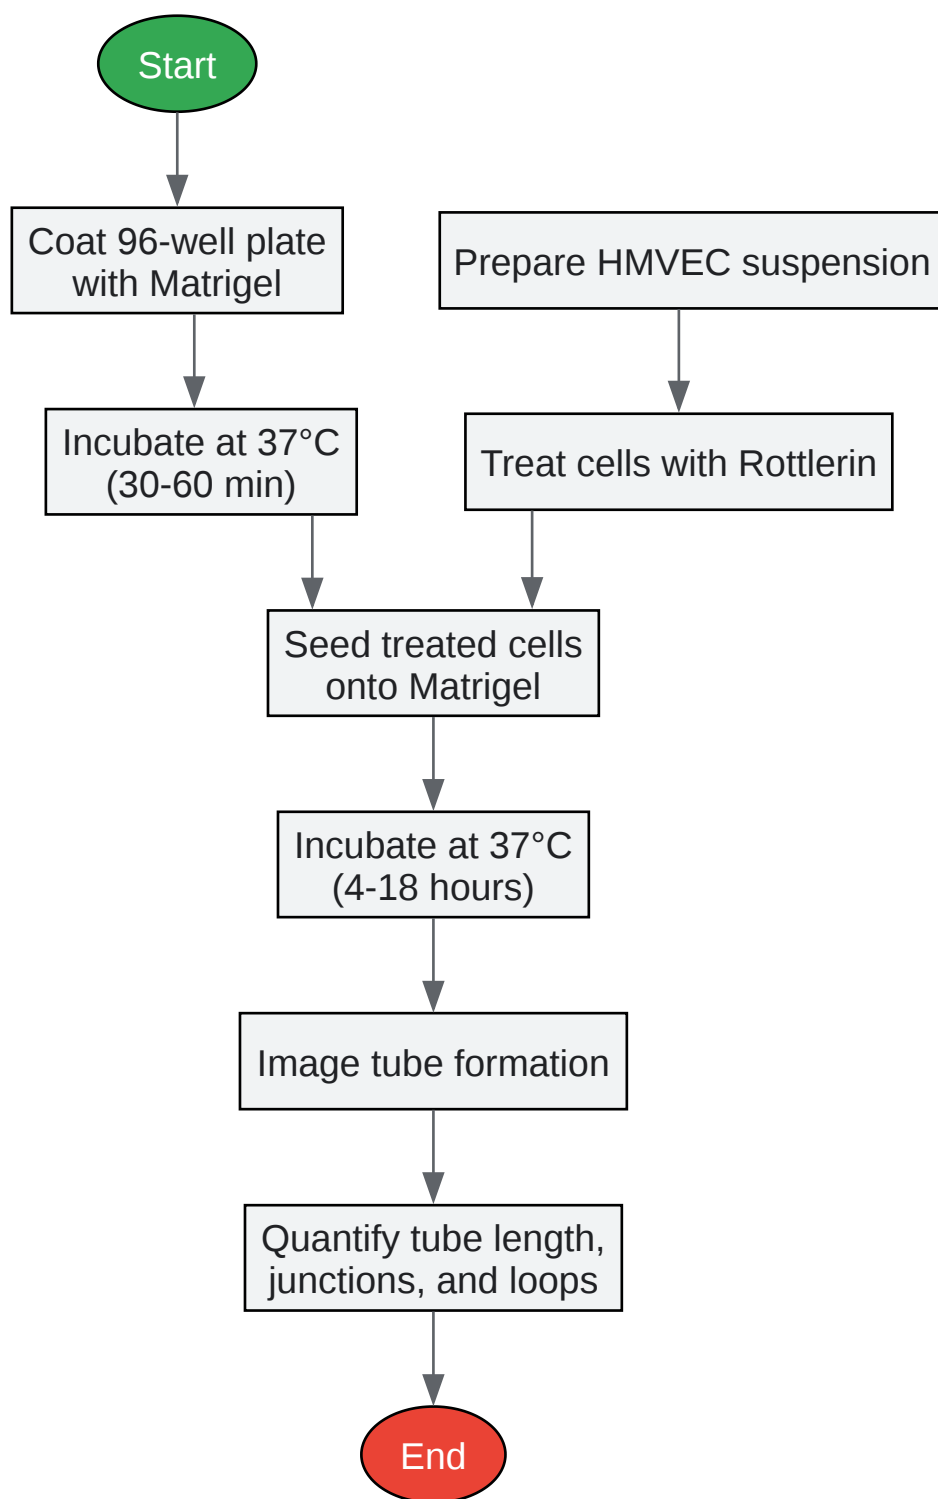 Start
Coat 96-well plate
with Matrigel
Prepare HMVEC suspension
Incubate at 37°C
(30-60 min)
Treat cells with Rottlerin
Seed treated cells
onto Matrigel
Incubate at 37°C
(4-18 hours)
Image tube formation
Quantify tube length,
junctions, and loops
End